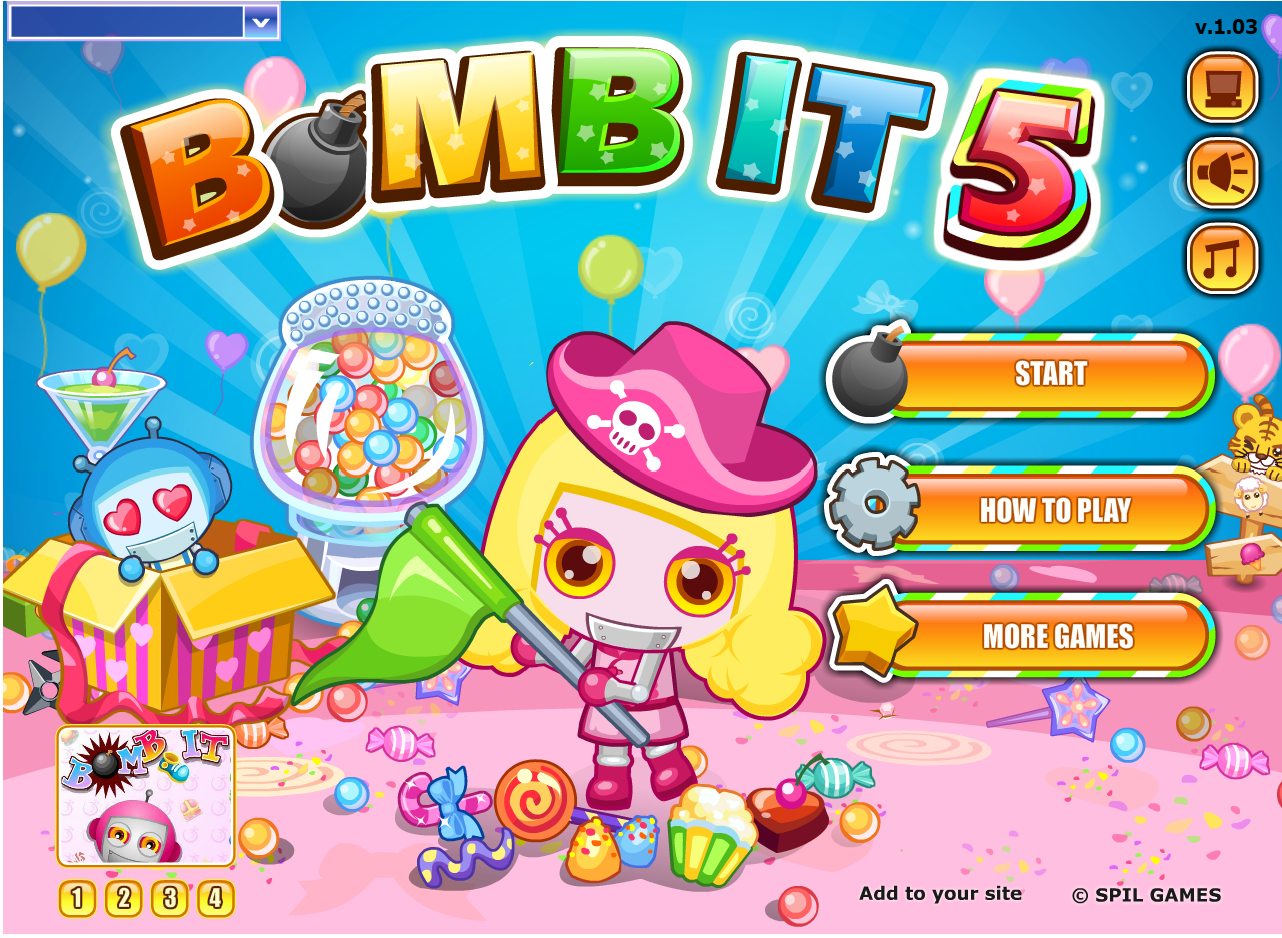 v.1.03
BOMB IT 5
START
HOW TO PLAY
MORE GAMES
BOMB IT
1 2 3 4
Add to your site
© SPIL GAMES